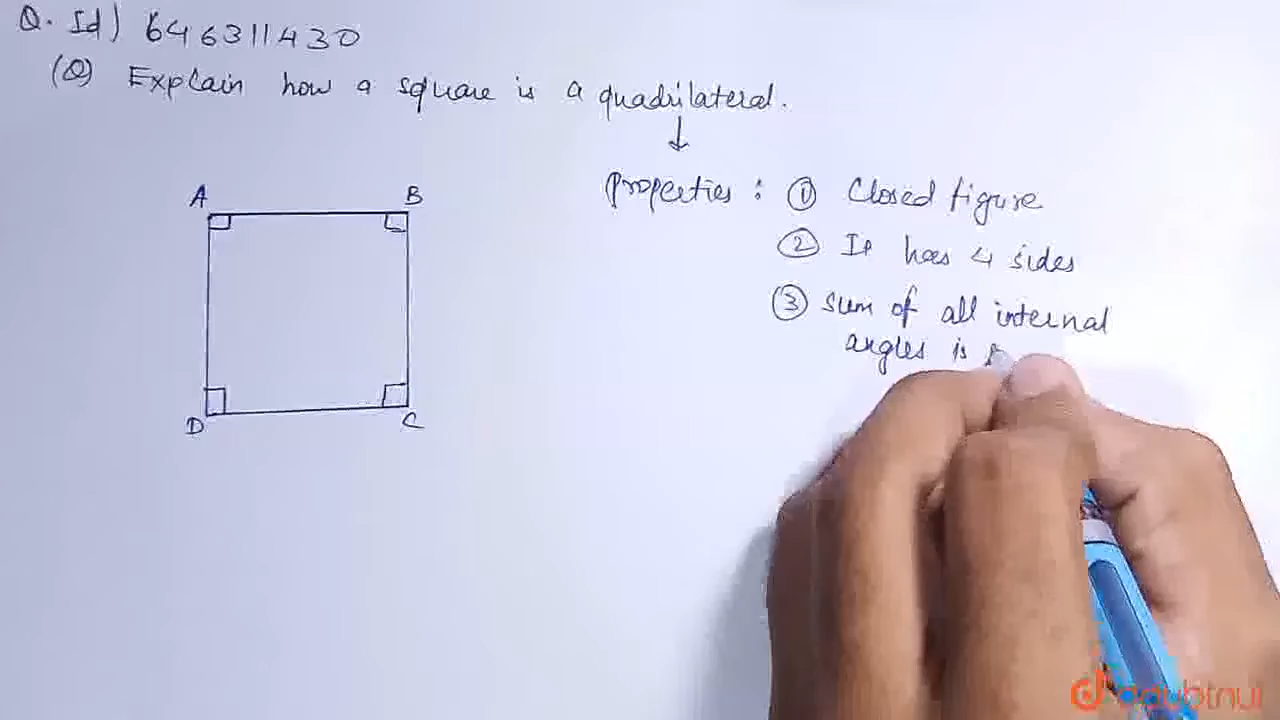 Q. Id) 646311430
(Q) Explain how a square is a quadrilateral.
Properties : ① Closed figure
② It has 4 sides
③ sum of all internal
angles is
A
B
D
C
doubtnut